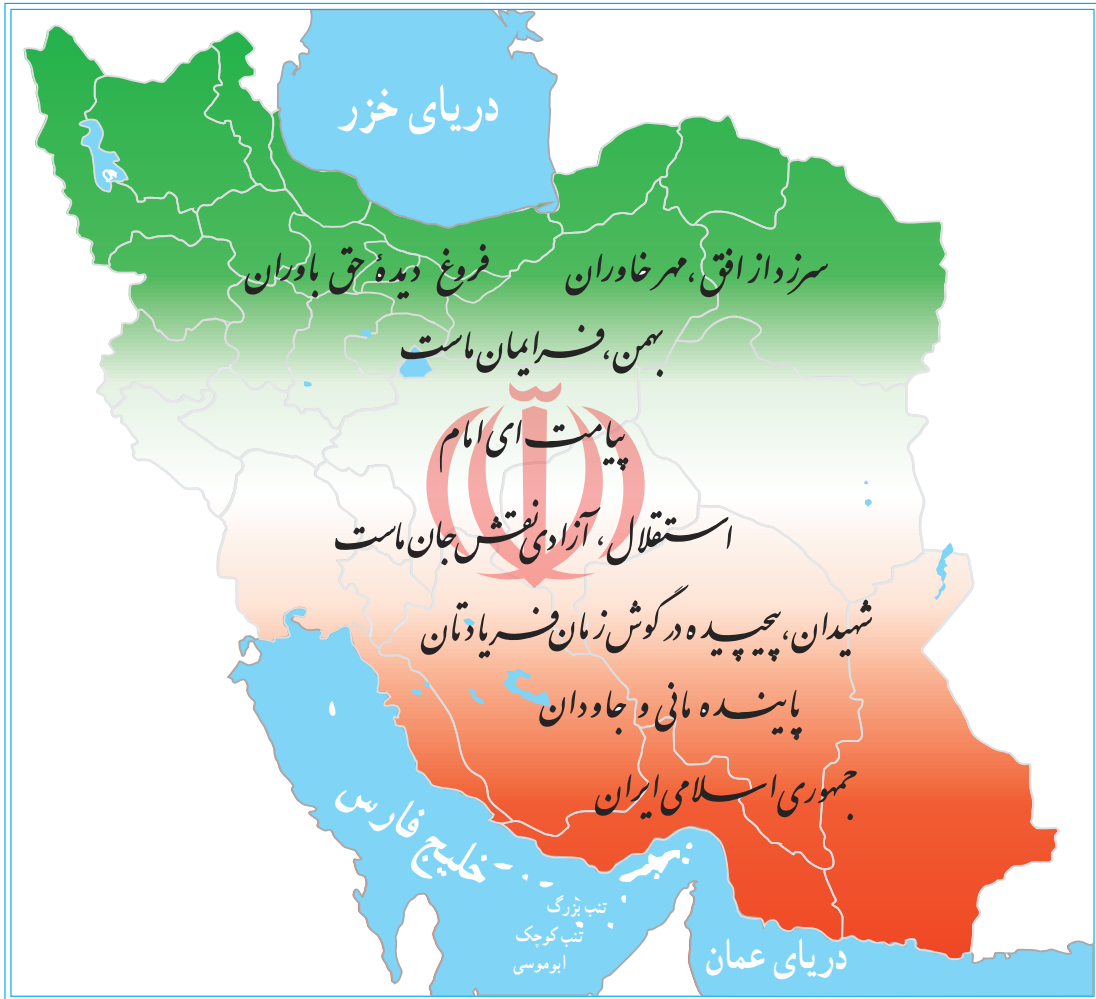 دریای خزر
سر زد از افق، مهر خاوران فروغ دیدهٔ حق باوران
بهمن، فر ایمان ماست
پیامت ای امام
استقلال، آزادی نقش جان ماست
شهیدان، پیچیده در گوش زمان فریادتان
پاینده مانی و جاودان
جمهوری اسلامی ایران
خلیج فارس
تنب بزرگ
تنب کوچک
ابوموسی
دریای عمان